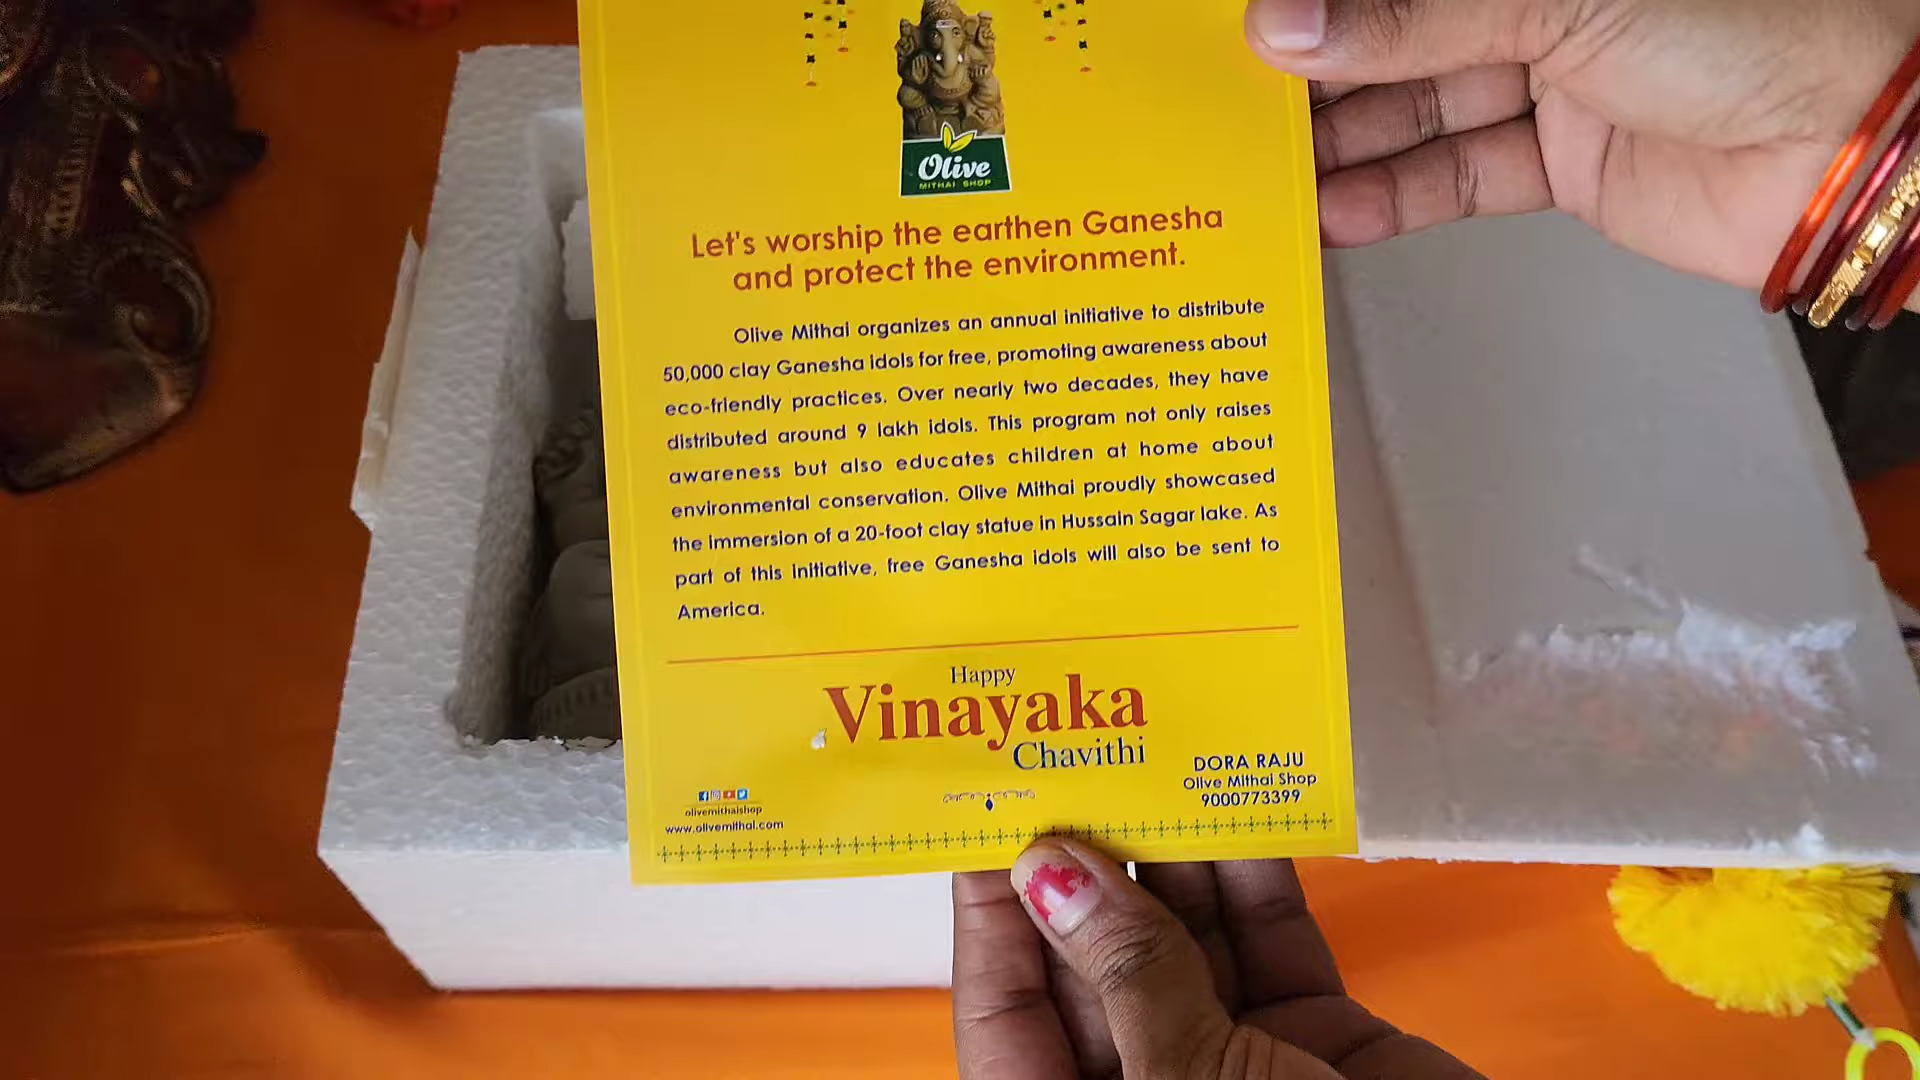 Olive
MITHAI SHOP
Let's worship the earthen Ganesha
and protect the environment.
Olive Mithai organizes an annual initiative to distribute
50,000 clay Ganesha idols for free, promoting awareness about
eco-friendly practices. Over nearly two decades, they have
distributed around 9 lakh idols. This program not only raises
awareness but also educates children at home about
environmental conservation. Olive Mithai proudly showcased
the immersion of a 20-foot clay statue in Hussain Sagar lake. As
part of this initiative, free Ganesha idols will also be sent to
America.
Happy
Vinayaka
Chavithi
DORA RAJU
Olive Mithai Shop
9000773399
olivemithaishop
www.olivemithai.com